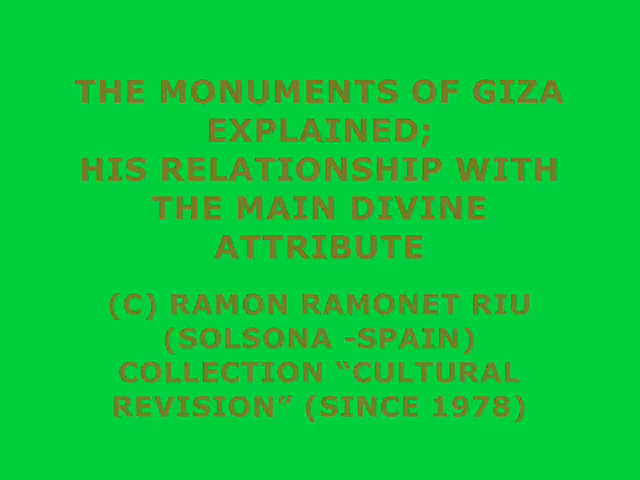 THE MONUMENTS OF GIZA
EXPLAINED;
HIS RELATIONSHIP WITH
THE MAIN DIVINE
ATTRIBUTE
(C) RAMON RAMONET RIU
(SOLSONA -SPAIN)
COLLECTION “CULTURAL
REVISION” (SINCE 1978)